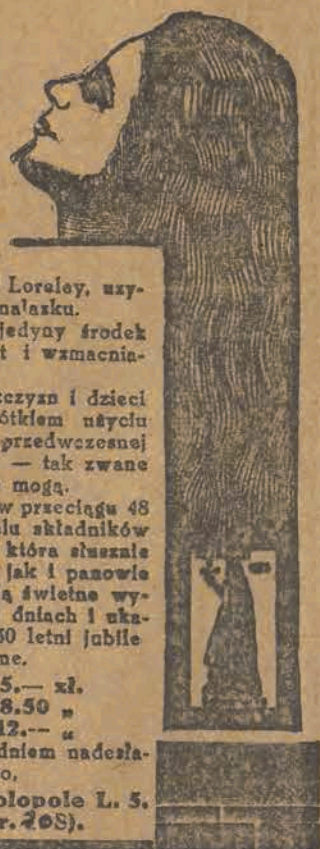 Loreley, uzy-
nalazku.
jedyny środek
t i wzmacnia-
czyzn i dzieci
ótkiem użyciu
przedwczesnej
— tak zwane
mogą.
w przeciągu 48
lu składników
która słusznie
jak i panowie
ą świetne wy-
dniach i uka-
50 letni jubile
ne.
5.— zł.
8.50 „
12.-- „
dniem nadesła-
o,
olopole L. 5.
r. 208).